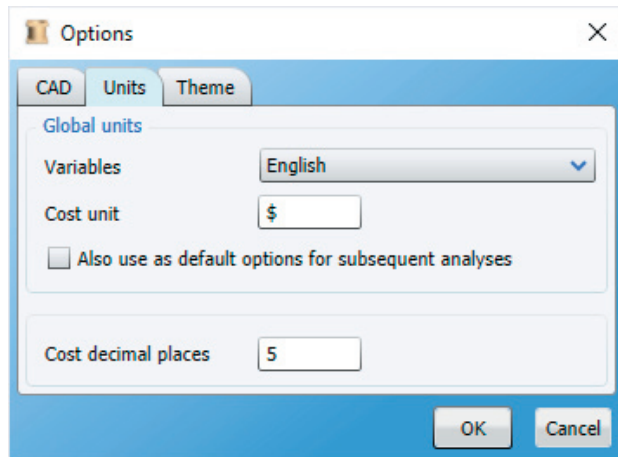 Options
CAD Units Theme
Global units
Variables English
Cost unit $
Also use as default options for subsequent analyses
Cost decimal places 5
OK Cancel